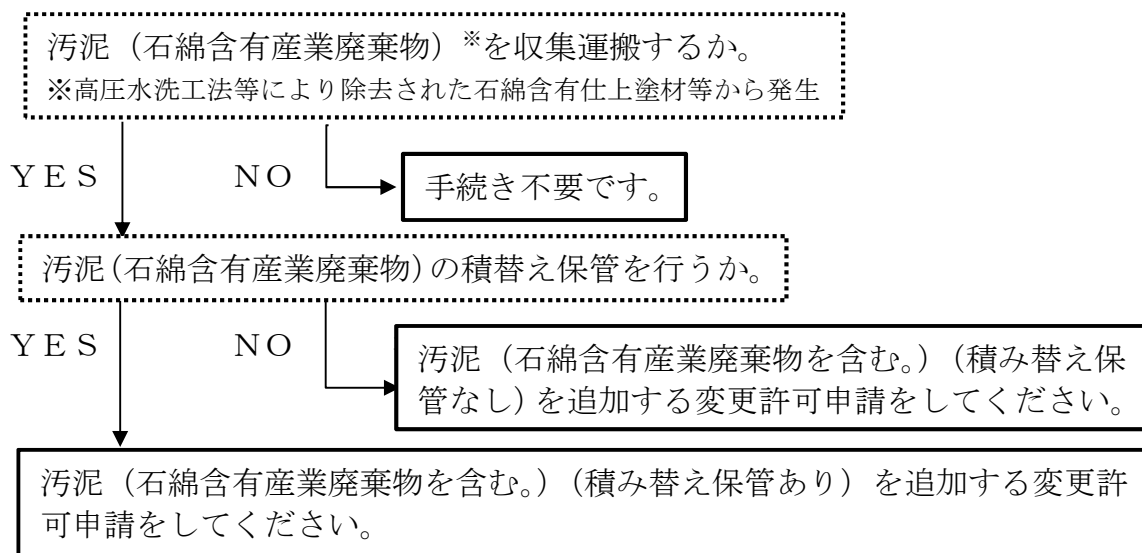 汚泥（石綿含有産業廃棄物）※を収集運搬するか。
※高圧水洗工法等により除去された石綿含有仕上塗材等から発生
ＹＥＳ
ＮＯ
手続き不要です。
汚泥(石綿含有産業廃棄物)の積替え保管を行うか。
ＹＥＳ
ＮＯ
汚泥（石綿含有産業廃棄物を含む。）（積み替え保
管なし）を追加する変更許可申請をしてください。
汚泥（石綿含有産業廃棄物を含む。）（積み替え保管あり）を追加する変更許
可申請をしてください。